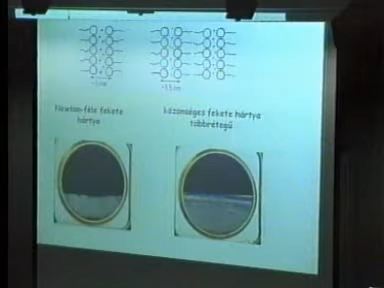 Newton-féle fekete
hártya
közönséges fekete hártya
többrétegű